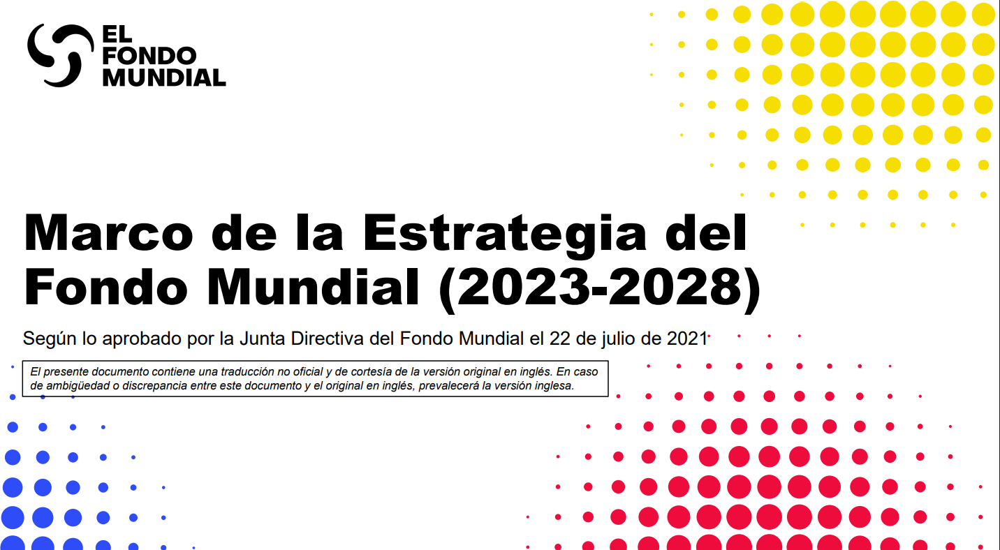 EL
FONDO
MUNDIAL
Marco de la Estrategia del
Fondo Mundial (2023-2028)
Según lo aprobado por la Junta Directiva del Fondo Mundial el 22 de julio de 2021
El presente documento contiene una traducción no oficial y de cortesía de la versión original en inglés. En caso
de ambigüedad o discrepancia entre este documento y el original en inglés, prevalecerá la versión inglesa.